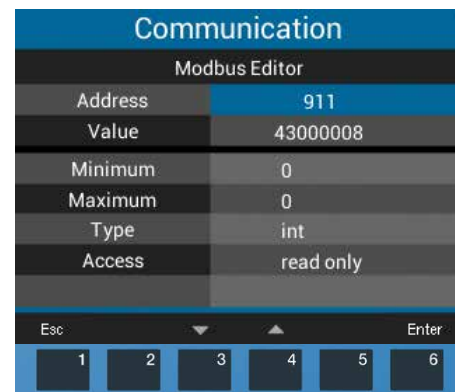 Communication
Modbus Editor
Address 911
Value 43000008
Minimum 0
Maximum 0
Type int
Access read only
Esc Enter
1 2 3 4 5 6